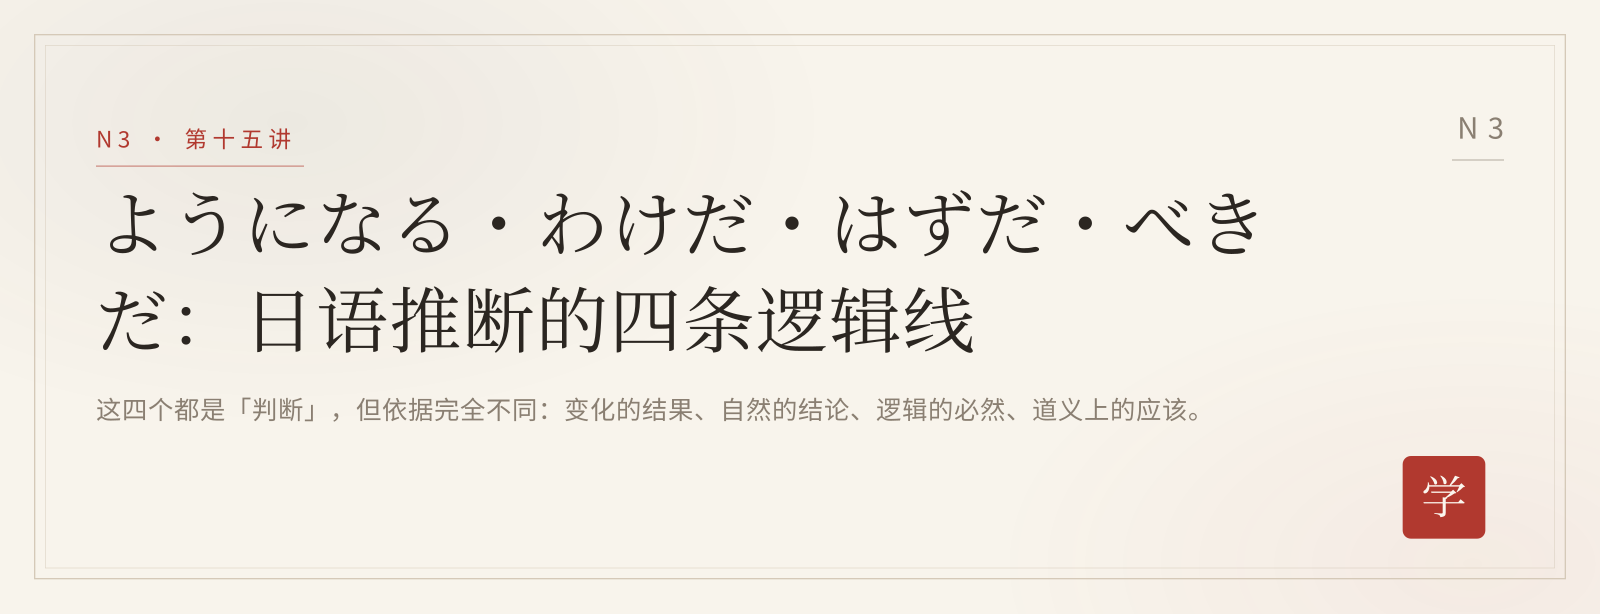 N3 · 第十五讲
N3
ようになる・わけだ・はずだ・べき
だ：日语推断的四条逻辑线
这四个都是「判断」，但依据完全不同：变化的结果、自然的结论、逻辑的必然、道义上的应该。
学